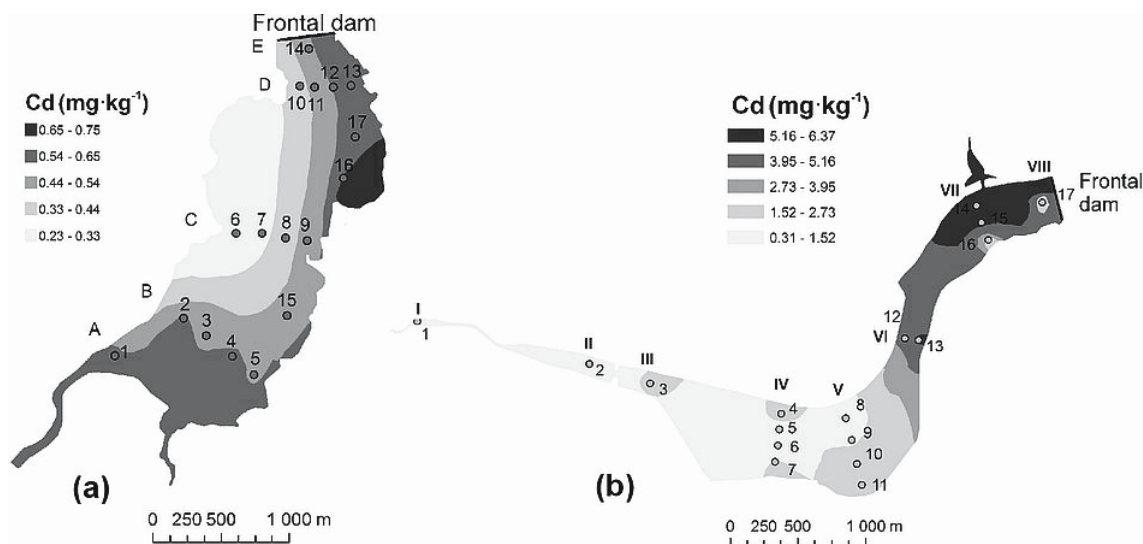 Frontal dam
E 14
D 10 11 12 13
Cd (mg·kg⁻¹)
0.65 - 0.75
0.54 - 0.65
0.44 - 0.54
0.33 - 0.44
0.23 - 0.33
17
16
C 6 7 8 9
B
2
3
15
A
1
4
5
(a)
0 250 500 1 000 m
Cd (mg·kg⁻¹)
5.16 - 6.37
3.95 - 5.16
2.73 - 3.95
1.52 - 2.73
0.31 - 1.52
VIII
VII
17
Frontal
dam
14
15
16
I
1
12
VI
13
II
2
III
3
IV
V
4
8
5
9
6
10
7
11
(b)
0 250 500 1 000 m